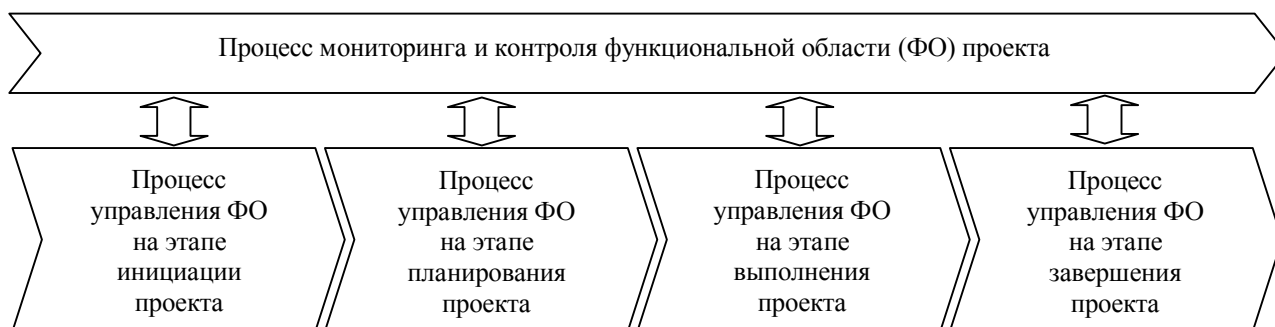 Процесс мониторинга и контроля функциональной области (ФО) проекта
Процесс
управления ФО
на этапе
инициации
проекта
Процесс
управления ФО
на этапе
планирования
проекта
Процесс
управления ФО
на этапе
выполнения
проекта
Процесс
управления ФО
на этапе
завершения
проекта